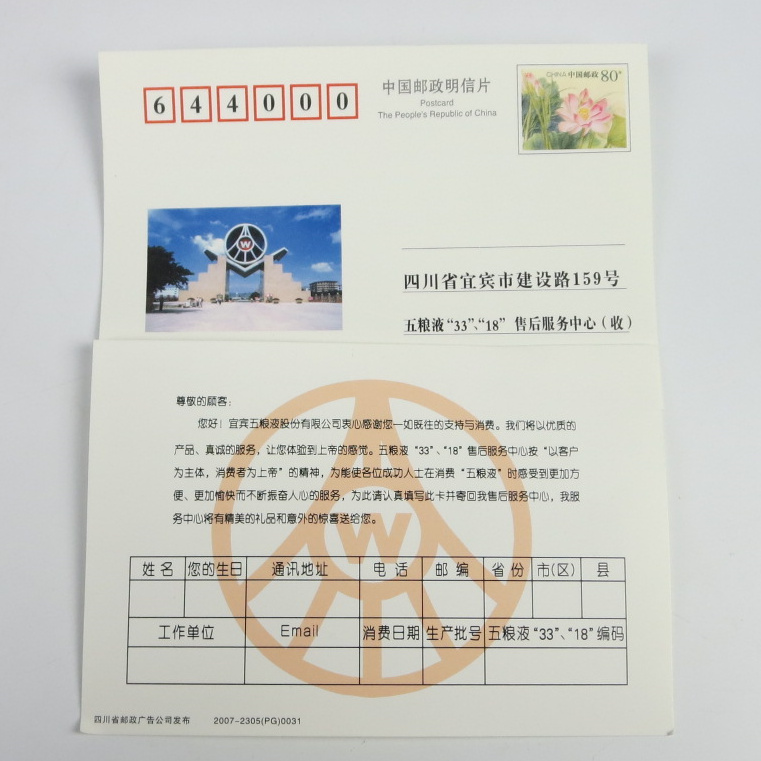 644000
中国邮政明信片
Postcard
The People's Republic of China
CHINA 中国邮政 80分
W
四川省宜宾市建设路159号
五粮液“33”、“18” 售后服务中心（收）
尊敬的顾客：
您好！宜宾五粮液股份有限公司衷心感谢您一如既往的支持与消费。我们将以优质的
产品、真诚的服务，让您体验到上帝的感觉。五粮液“33”、“18”售后服务中心按“以客户
为主体，消费者为上帝”的精神，为能使各位成功人士在消费“五粮液”时感受到更加方
便、更加愉快而不断振奋人心的服务，为此请认真填写此卡并寄回我售后服务中心，我服
务中心将有精美的礼品和意外的惊喜送给您。
W
姓名 您的生日 通讯地址 电话 邮编 省份 市(区) 县
工作单位 Email 消费日期 生产批号 五粮液“33”、“18”编码
四川省邮政广告公司发布 2007-2305(PG)0031